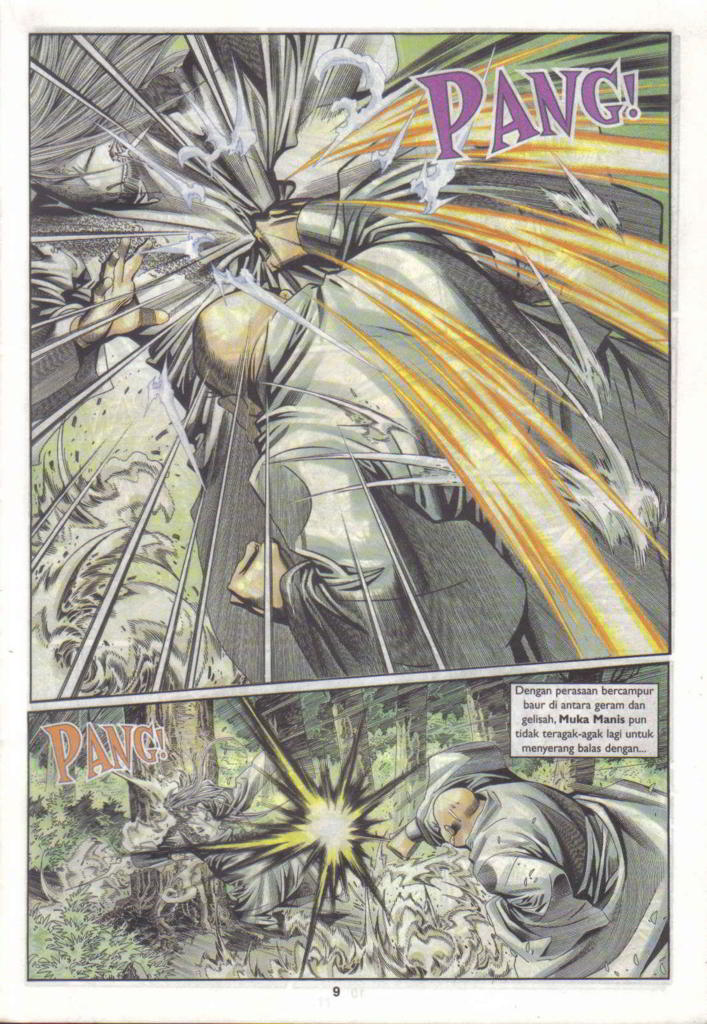 PANG!
PANG!
Dengan perasaan bercampur
baur di antara geram dan
gelisah, Muka Manis pun
tidak teragak-agak lagi untuk
menyerang balas dengan...
9